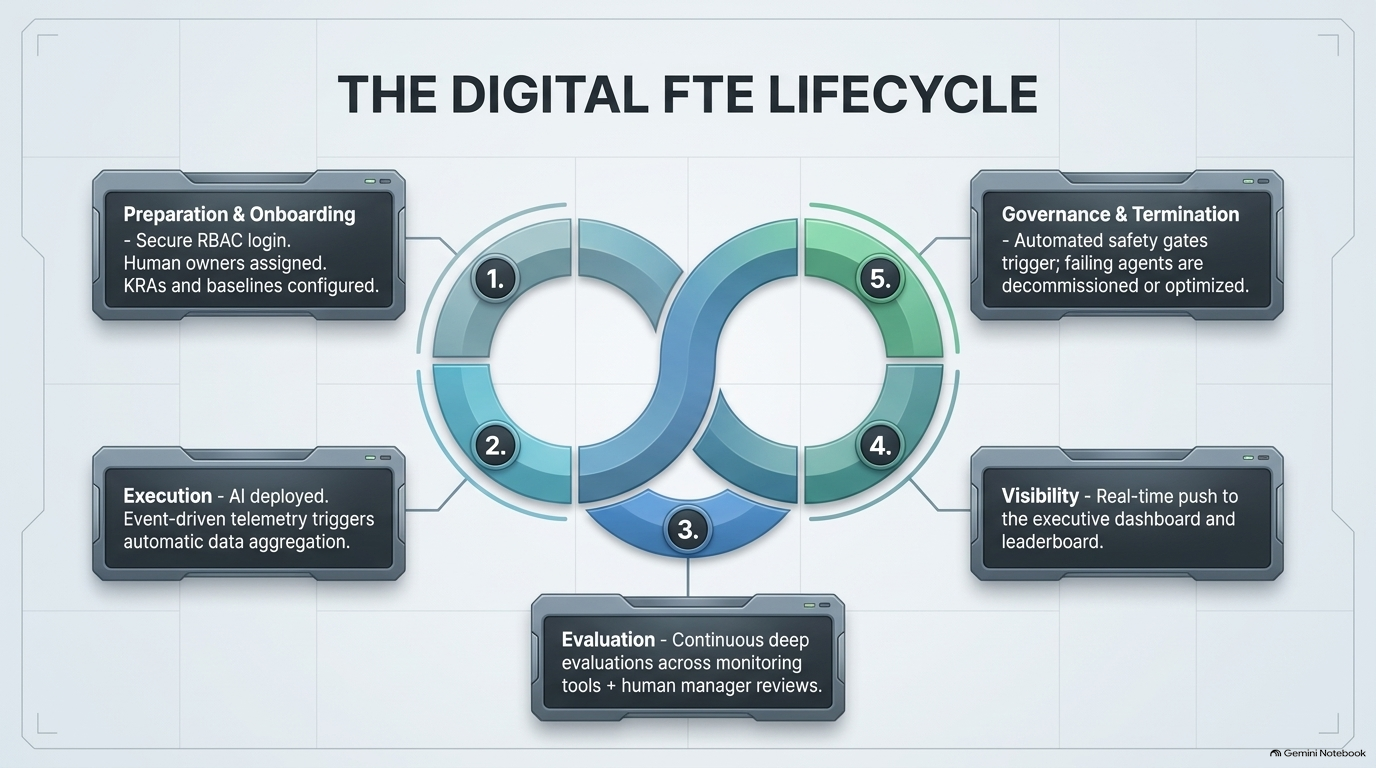 THE DIGITAL FTE LIFECYCLE
Preparation & Onboarding
- Secure RBAC login.
Human owners assigned.
KRAs and baselines configured.
1.
Execution - AI deployed.
Event-driven telemetry triggers
automatic data aggregation.
2.
3.
Evaluation - Continuous deep
evaluations across monitoring
tools + human manager reviews.
4.
Visibility - Real-time push to
the executive dashboard and
leaderboard.
5.
Governance & Termination
- Automated safety gates
trigger; failing agents are
decommissioned or optimized.
Gemini Notebook